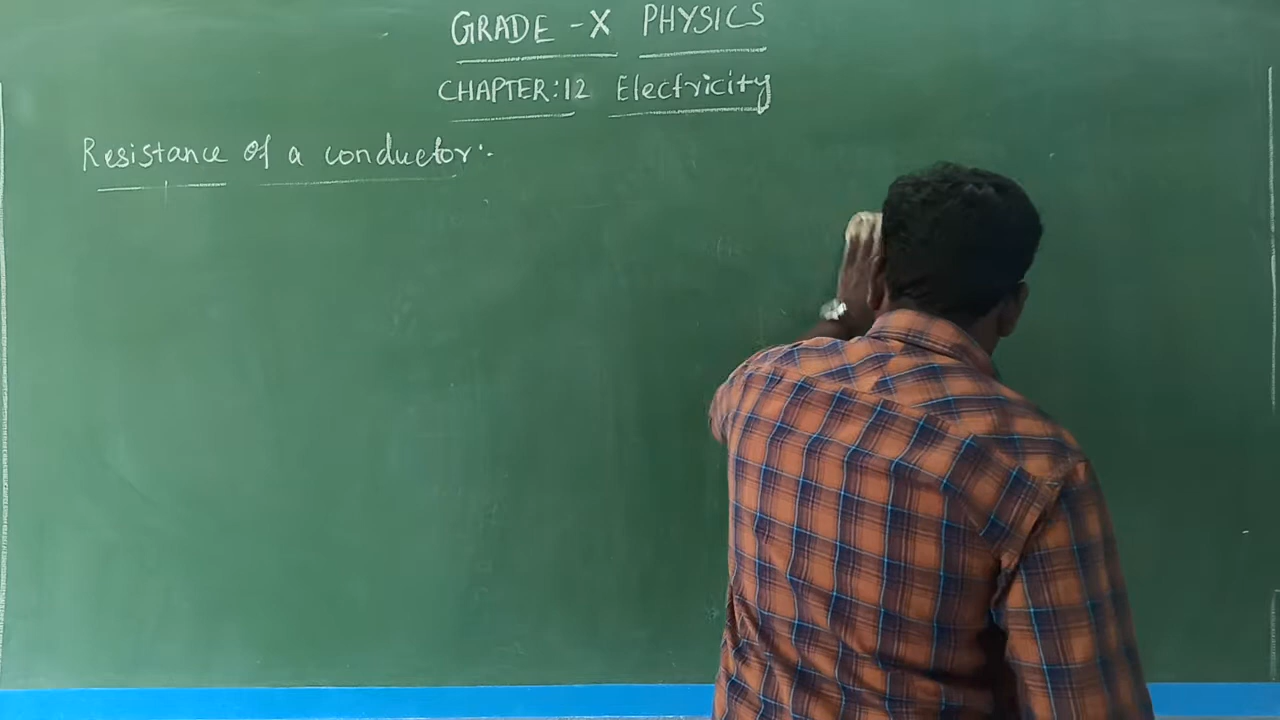 GRADE - X PHYSICS
CHAPTER:12 Electricity
Resistance of a conductor:-